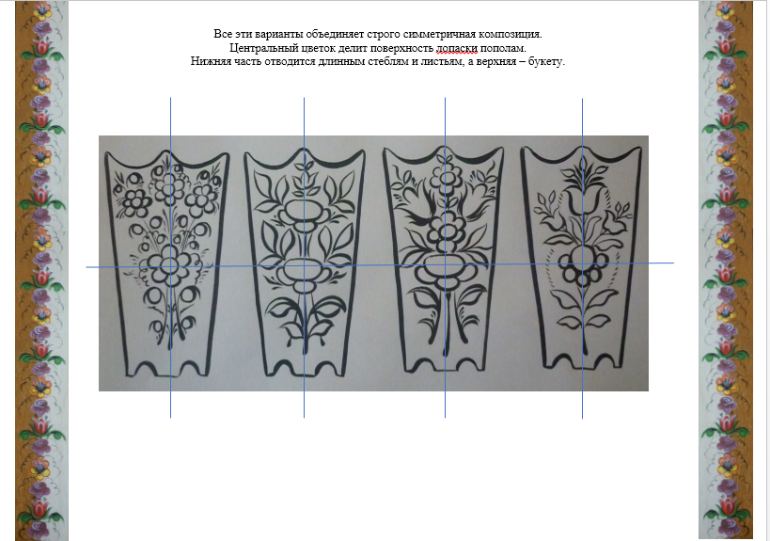 Все эти варианты объединяет строго симметричная композиция.
Центральный цветок делит поверхность лопаски пополам.
Нижняя часть отводится длинным стеблям и листьям, а верхняя – букету.